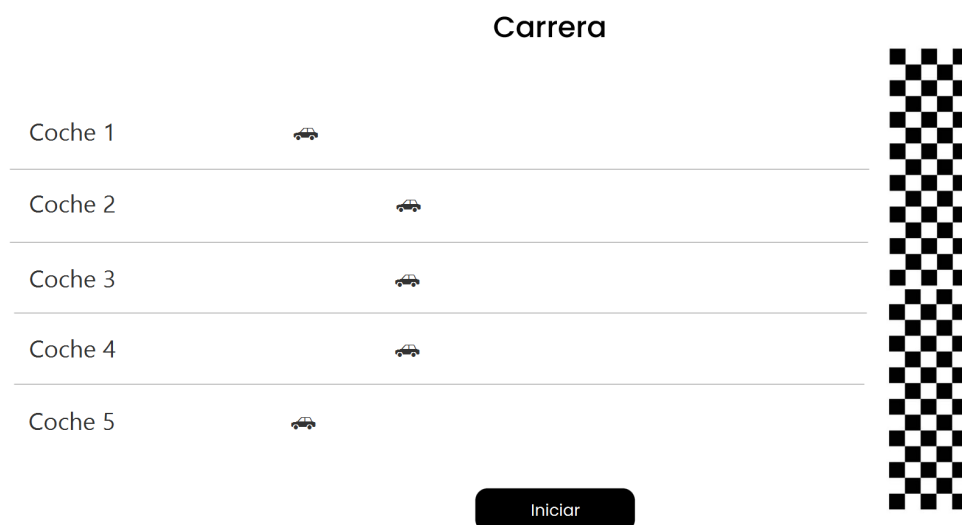 Carrera
Coche 1
Coche 2
Coche 3
Coche 4
Coche 5
Iniciar